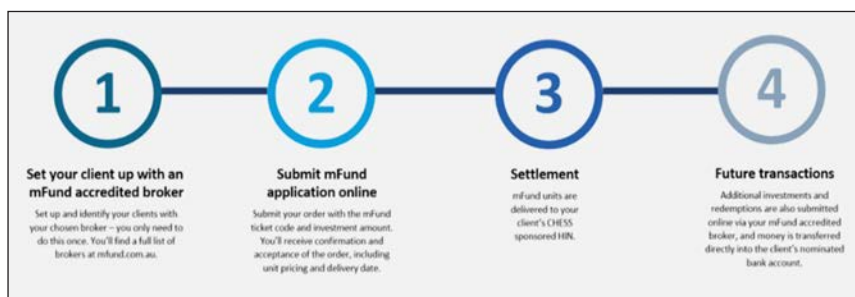 1
Set your client up with an
mFund accredited broker
Set up and identify your clients with
your chosen broker – you only need to
do this once. You'll find a full list of
brokers at mfund.com.au.
2
Submit mFund
application online
Submit your order with the mFund
ticket code and investment amount.
You'll receive confirmation and
acceptance of the order, including
unit pricing and delivery date.
3
Settlement
mFund units are
delivered to your
client's CHESS
sponsored HIN.
4
Future transactions
Additional investments and
redemptions are also submitted
online via your mFund accredited
broker, and money is transferred
directly into the client's nominated
bank account.